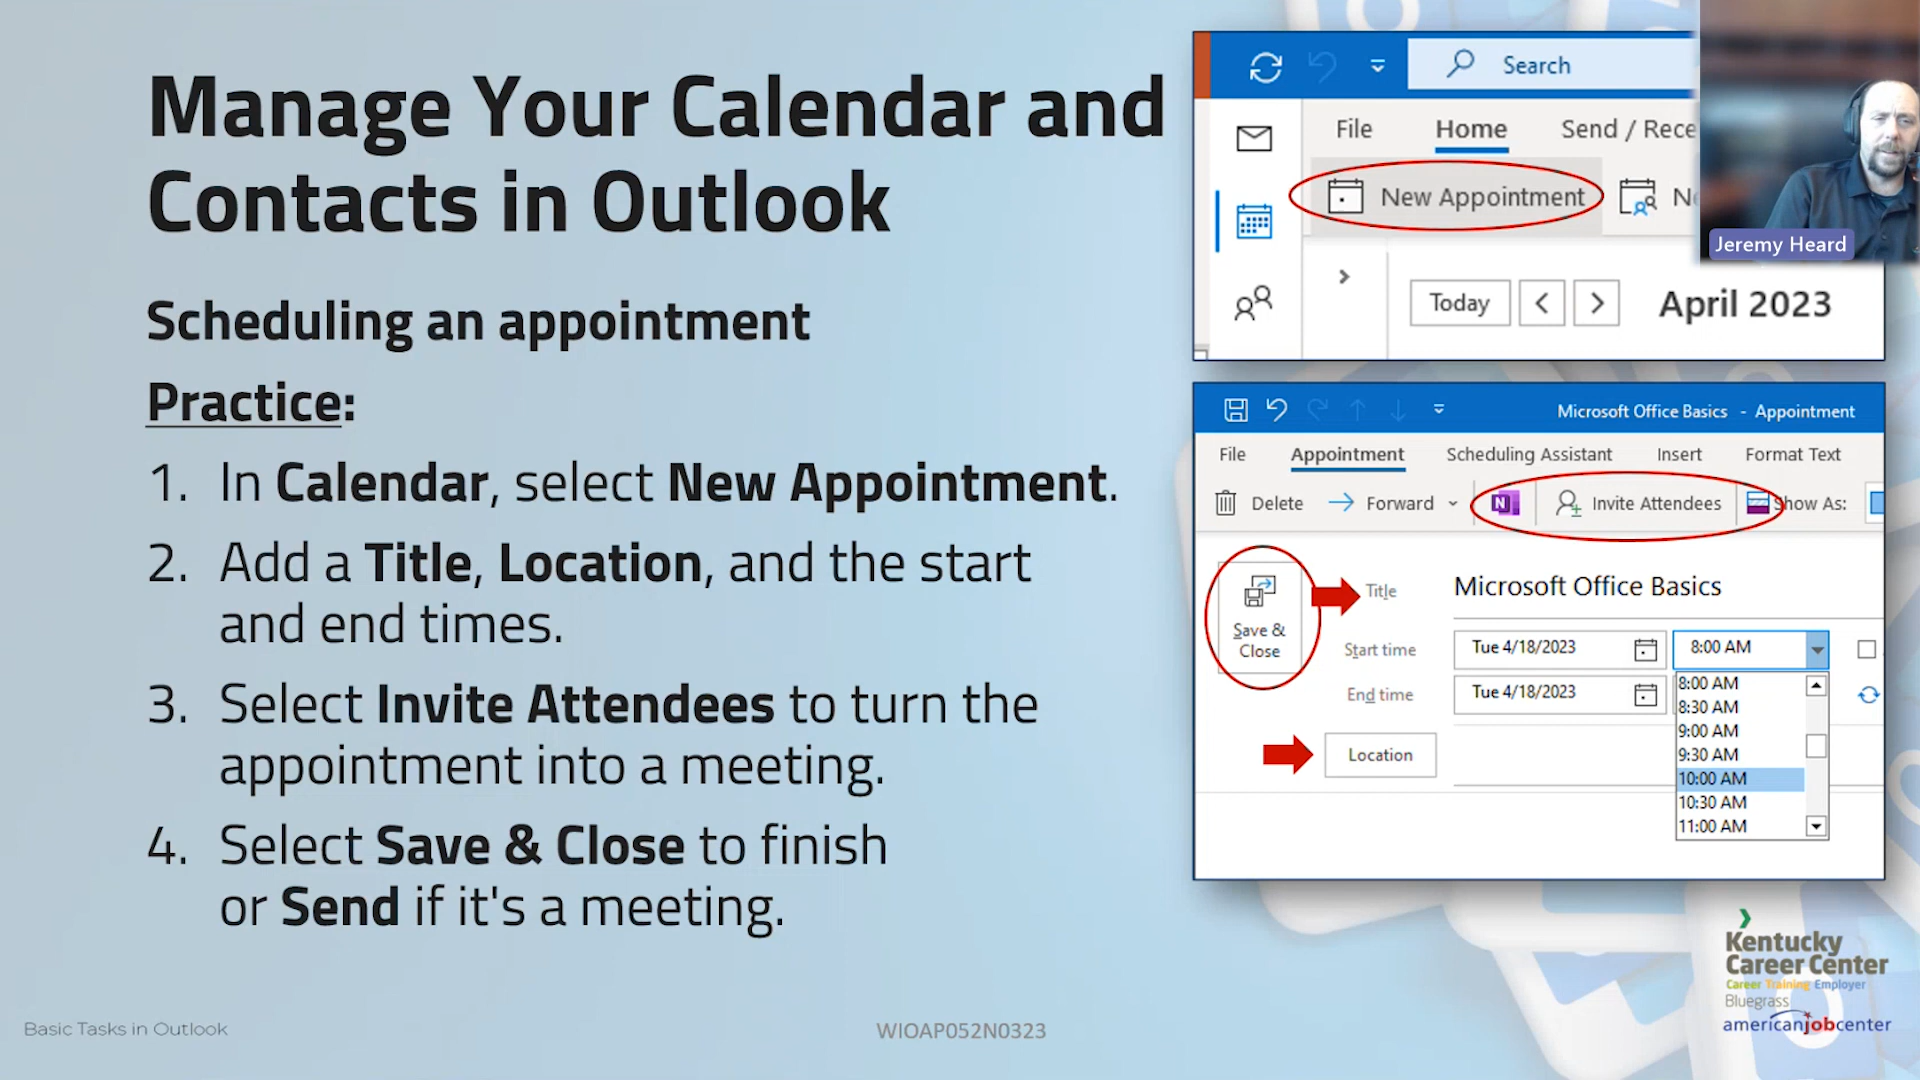 Manage Your Calendar and
Contacts in Outlook
Scheduling an appointment
Practice:
1. In Calendar, select New Appointment.
2. Add a Title, Location, and the start
and end times.
3. Select Invite Attendees to turn the
appointment into a meeting.
4. Select Save & Close to finish
or Send if it's a meeting.
Search
File Home Send / Rece
New Appointment Ne
Today April 2023
Jeremy Heard
Microsoft Office Basics - Appointment
File Appointment Scheduling Assistant Insert Format Text
Delete Forward N Invite Attendees Show As:
Save &
Close
Title Microsoft Office Basics
Start time Tue 4/18/2023 8:00 AM
End time Tue 4/18/2023
8:00 AM
8:30 AM
9:00 AM
9:30 AM
10:00 AM
10:30 AM
11:00 AM
Location
Kentucky
Career Center
Career Training Employer
Bluegrass
americanjobcenter
Basic Tasks in Outlook
WIOAP052N0323